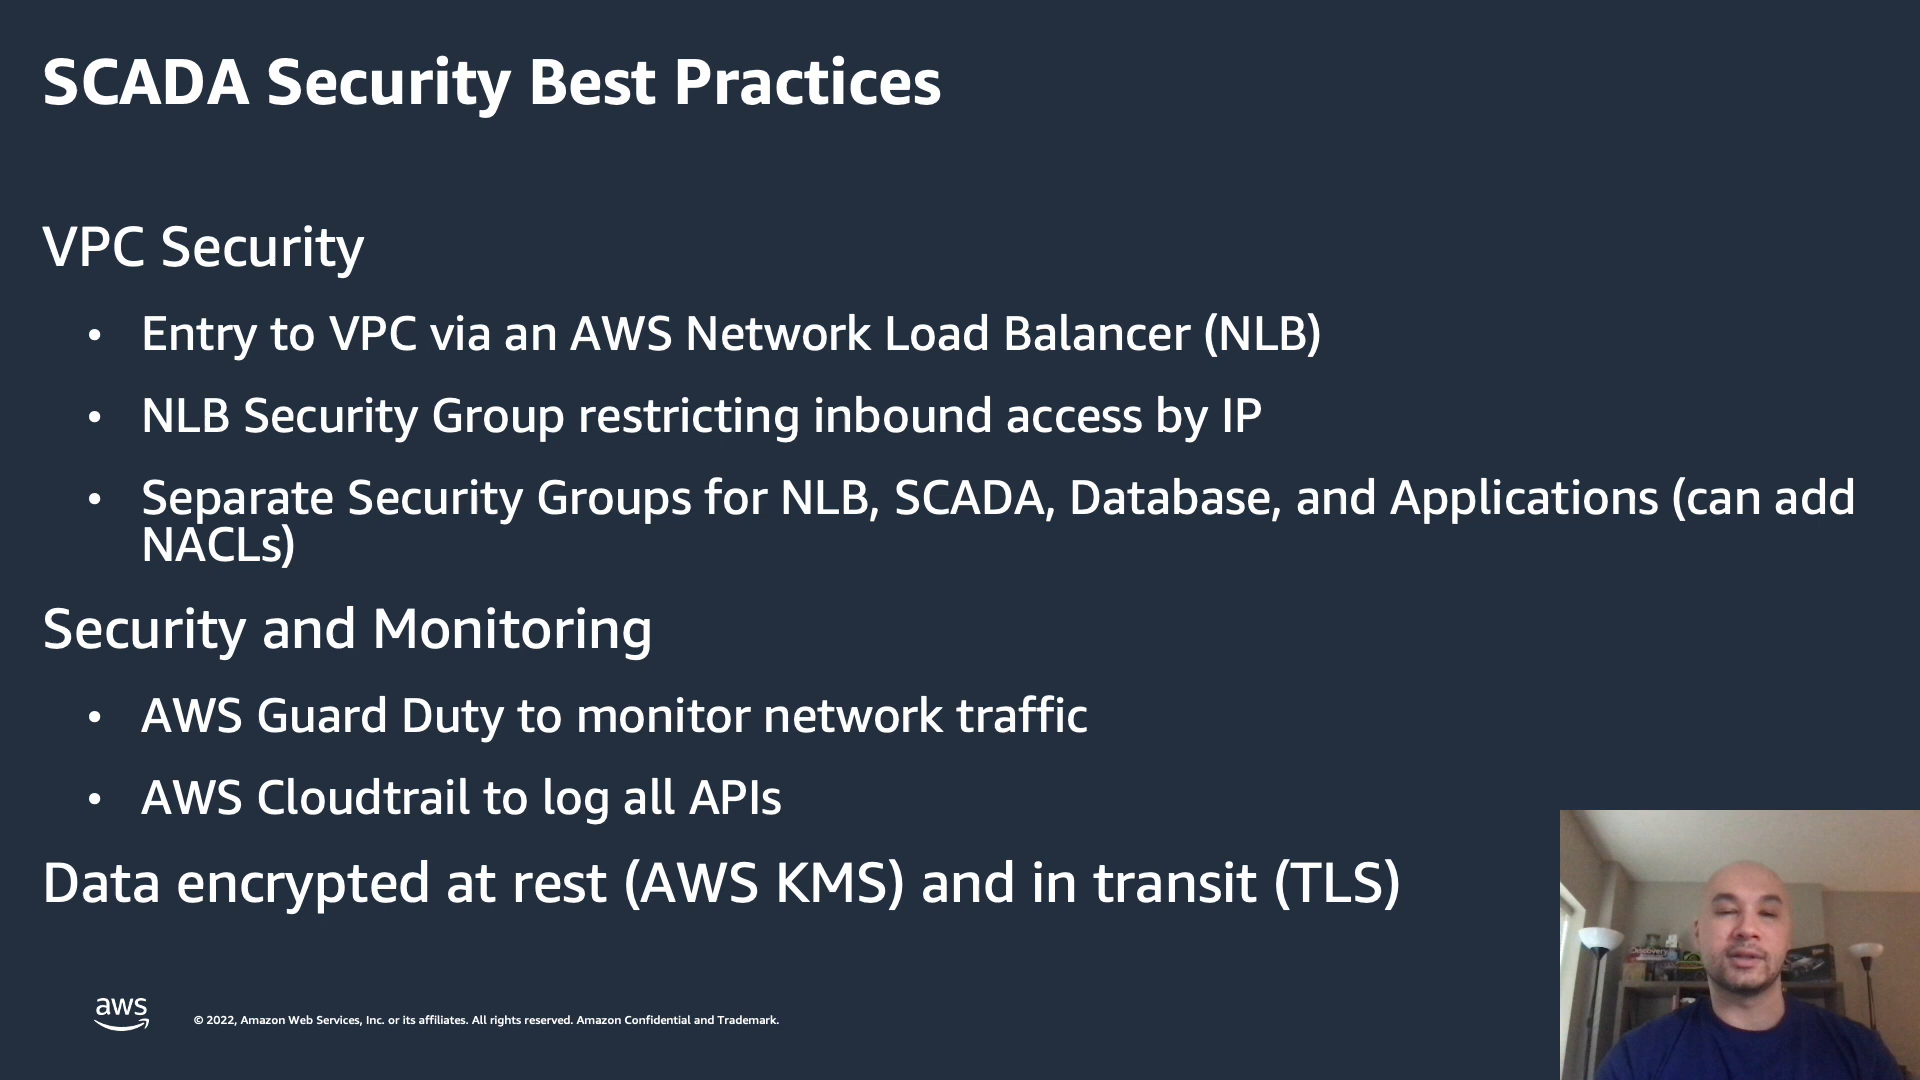 SCADA Security Best Practices
VPC Security
• Entry to VPC via an AWS Network Load Balancer (NLB)
• NLB Security Group restricting inbound access by IP
• Separate Security Groups for NLB, SCADA, Database, and Applications (can add
NACLs)
Security and Monitoring
• AWS Guard Duty to monitor network traffic
• AWS Cloudtrail to log all APIs
Data encrypted at rest (AWS KMS) and in transit (TLS)
aws
© 2022, Amazon Web Services, Inc. or its affiliates. All rights reserved. Amazon Confidential and Trademark.